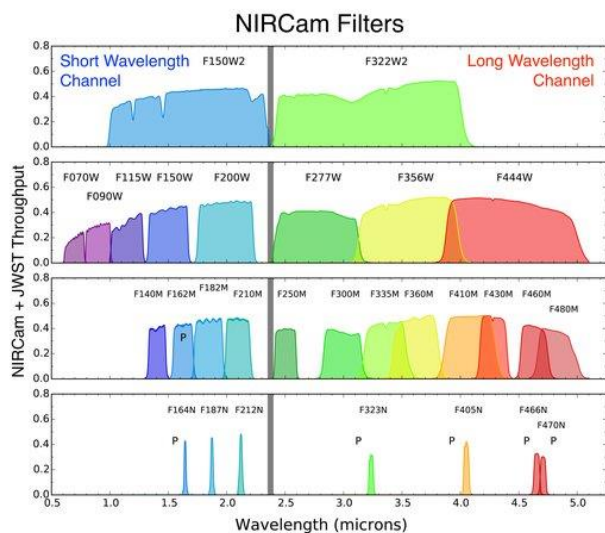 NIRCam Filters
NIRCam + JWST Throughput
0.8
0.6
0.4
0.2
0.0
Short Wavelength
Channel
F150W2
F322W2
Long Wavelength
Channel
0.8
0.6
0.4
0.2
0.0
F070W F115W F150W F200W F277W F356W F444W
F090W
0.8
0.6
0.4
0.2
0.0
F182M
F140M F162M F210M F250M F300M F335M F360M F410M F430M F460M
F480M
P
0.8
0.6
0.4
0.2
0.0
F164N F187N F212N F323N F405N F466N
F470N
P P P P P
0.5 1.0 1.5 2.0 2.5 3.0 3.5 4.0 4.5 5.0
Wavelength (microns)